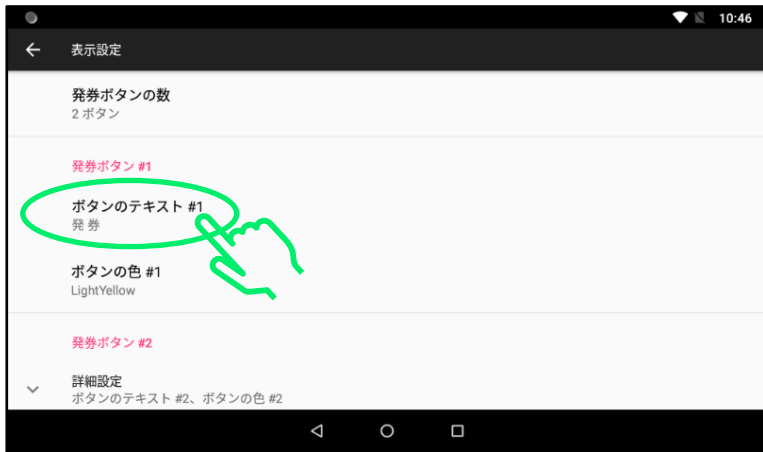 10:46
表示設定
発券ボタンの数
2 ボタン
発券ボタン #1
ボタンのテキスト #1
発 券
ボタンの色 #1
LightYellow
発券ボタン #2
詳細設定
ボタンのテキスト #2、ボタンの色 #2